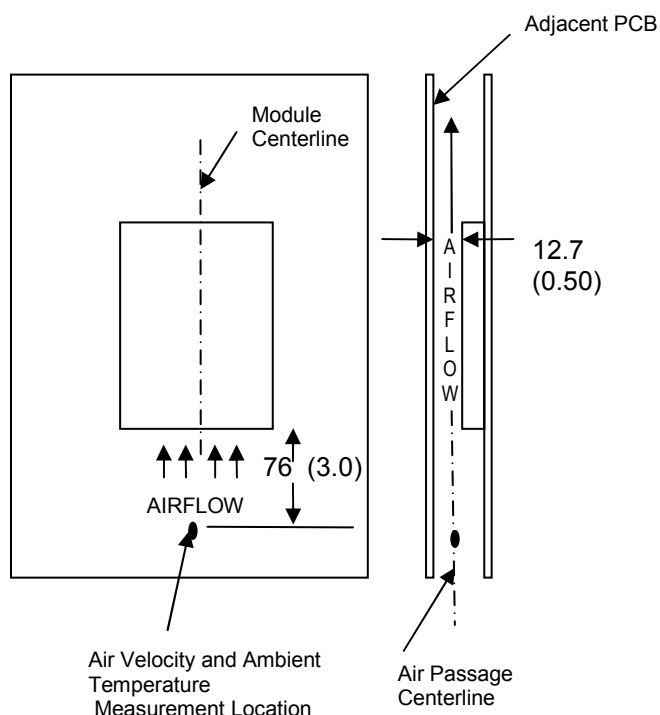 Adjacent PCB
Module
Centerline
AIRFLOW
12.7
(0.50)
76 (3.0)
AIRFLOW
Air Velocity and Ambient
Temperature
Measurement Location
Air Passage
Centerline